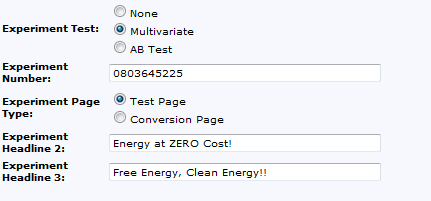 None
Experiment Test: Multivariate
AB Test
Experiment
Number: 0803645225
Experiment Page
Type: Test Page
Conversion Page
Experiment
Headline 2: Energy at ZERO Cost!
Experiment
Headline 3: Free Energy, Clean Energy!!